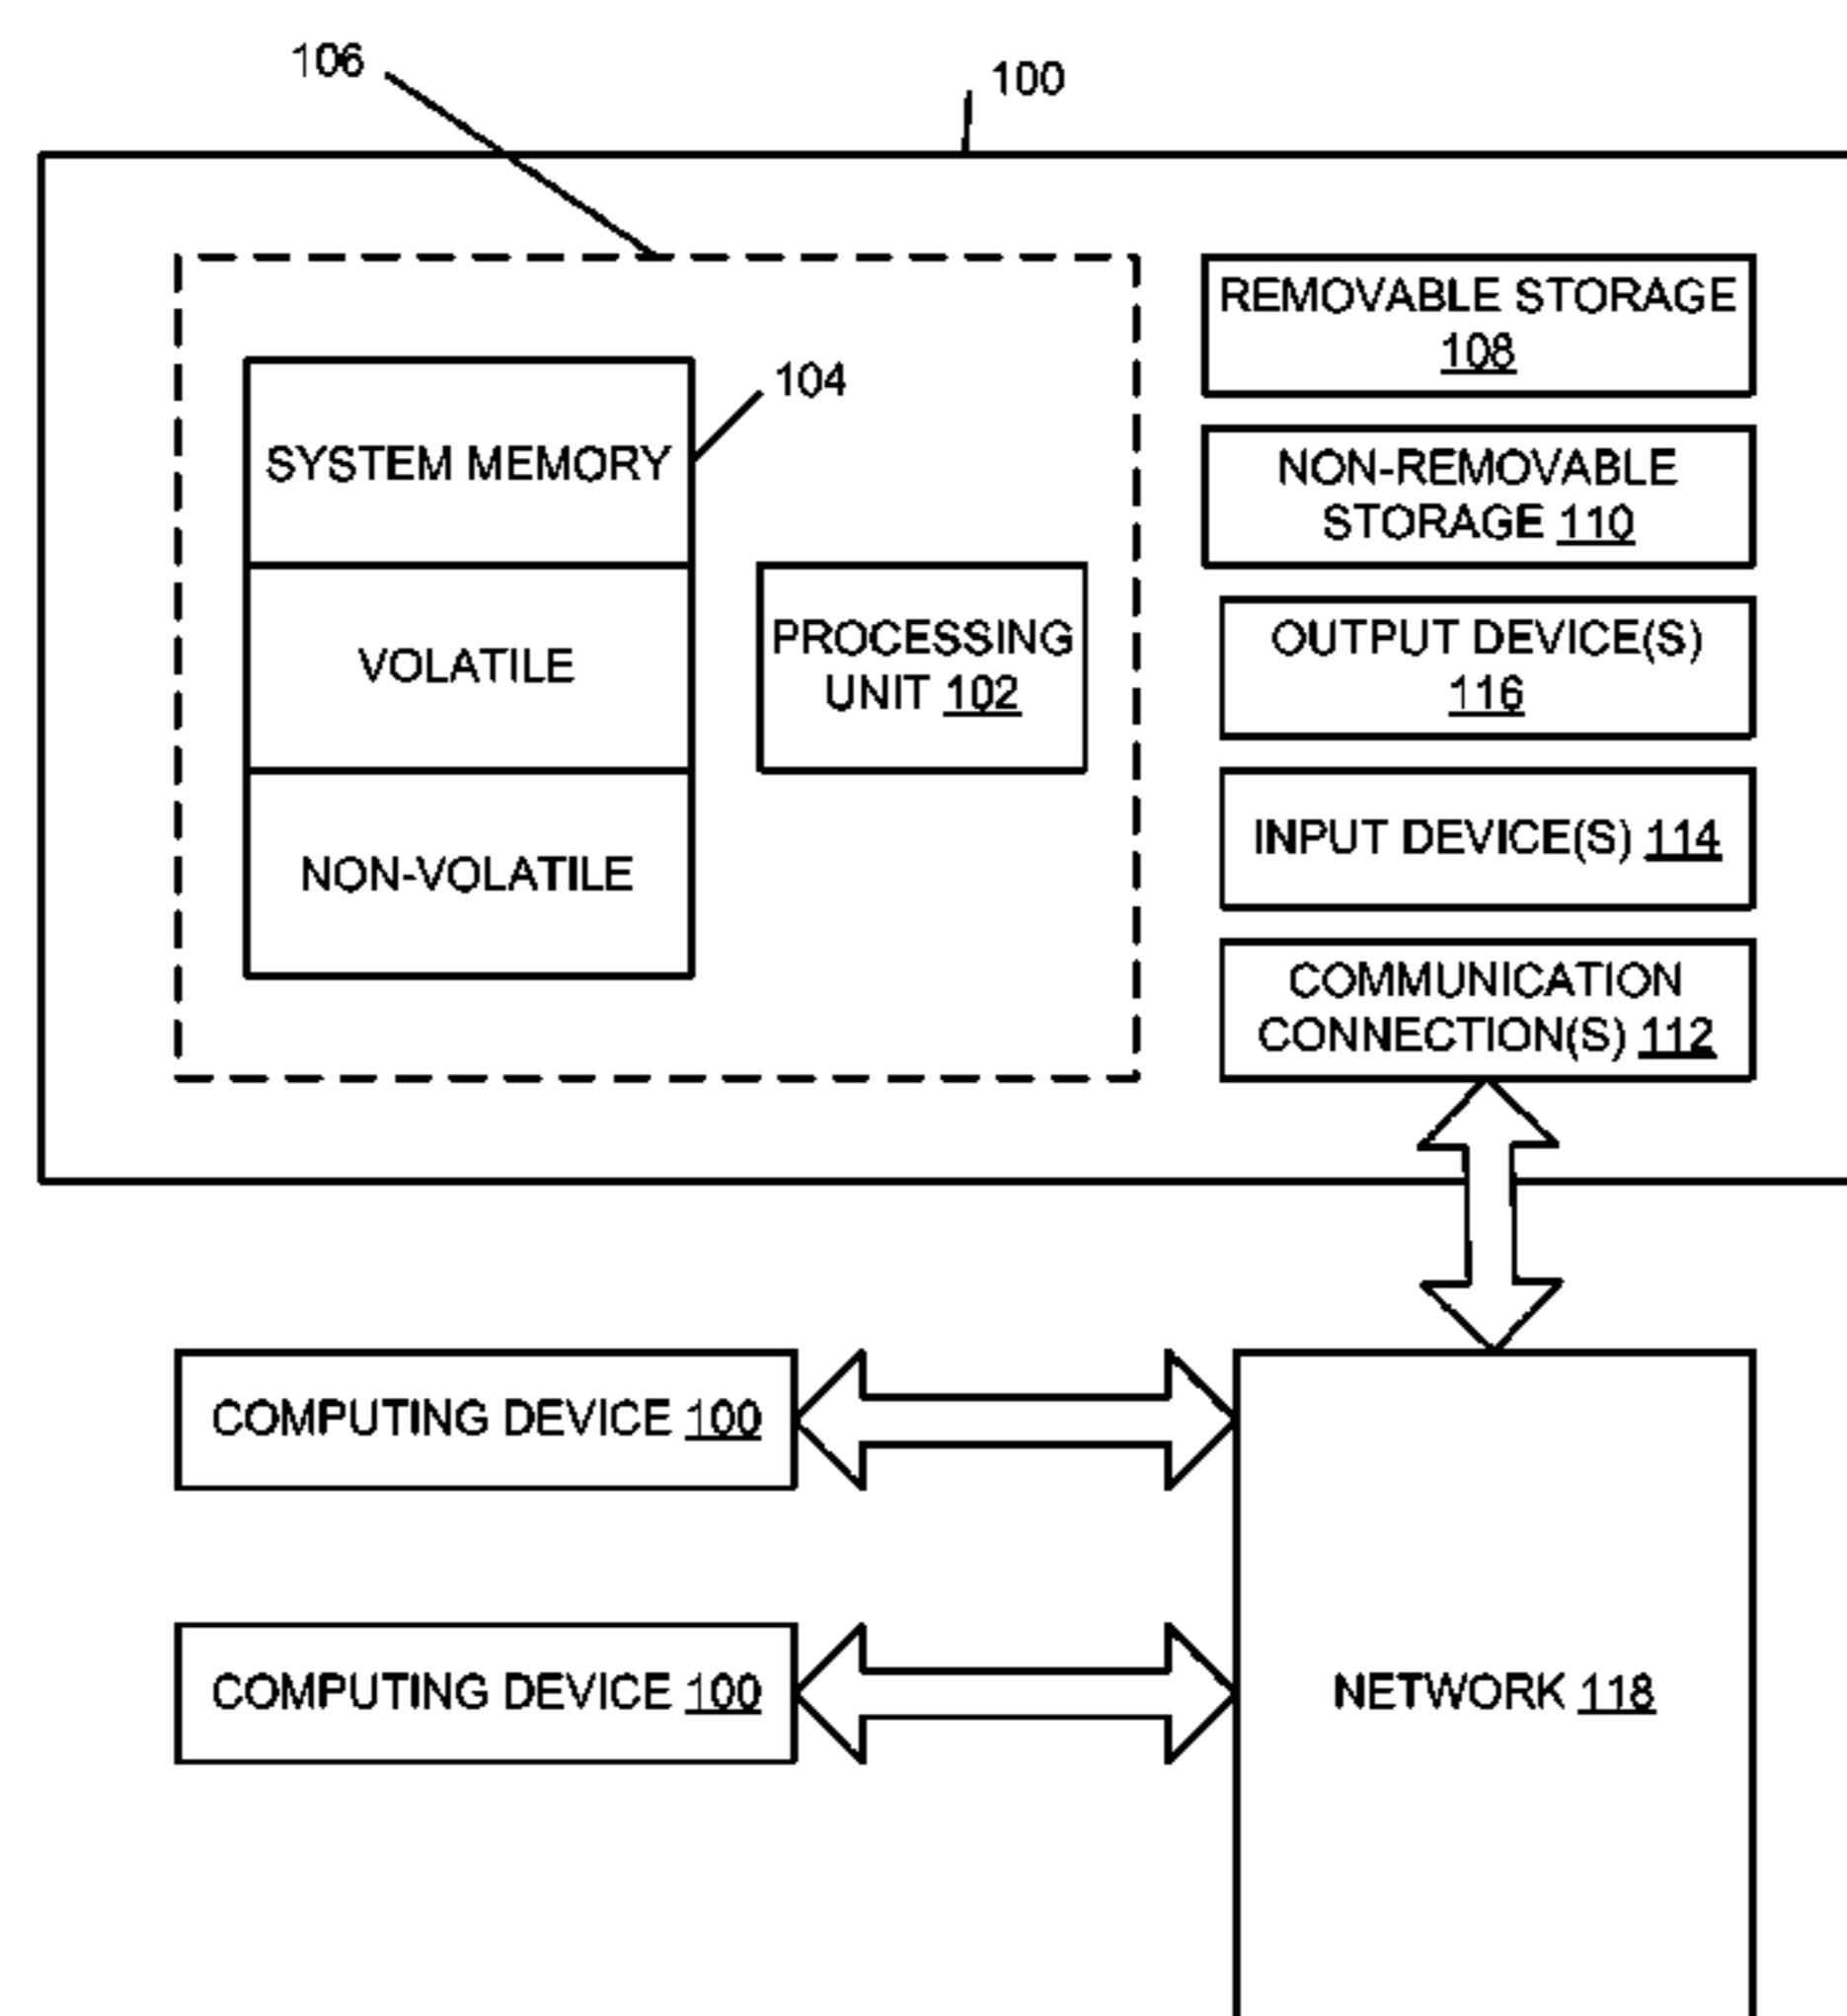 106
100
REMOVABLE STORAGE
108
104
SYSTEM MEMORY
NON-REMOVABLE
STORAGE 110
VOLATILE
PROCESSING
UNIT 102
OUTPUT DEVICE(S)
116
NON-VOLATILE
INPUT DEVICE(S) 114
COMMUNICATION
CONNECTION(S) 112
COMPUTING DEVICE 100
COMPUTING DEVICE 100
NETWORK 118